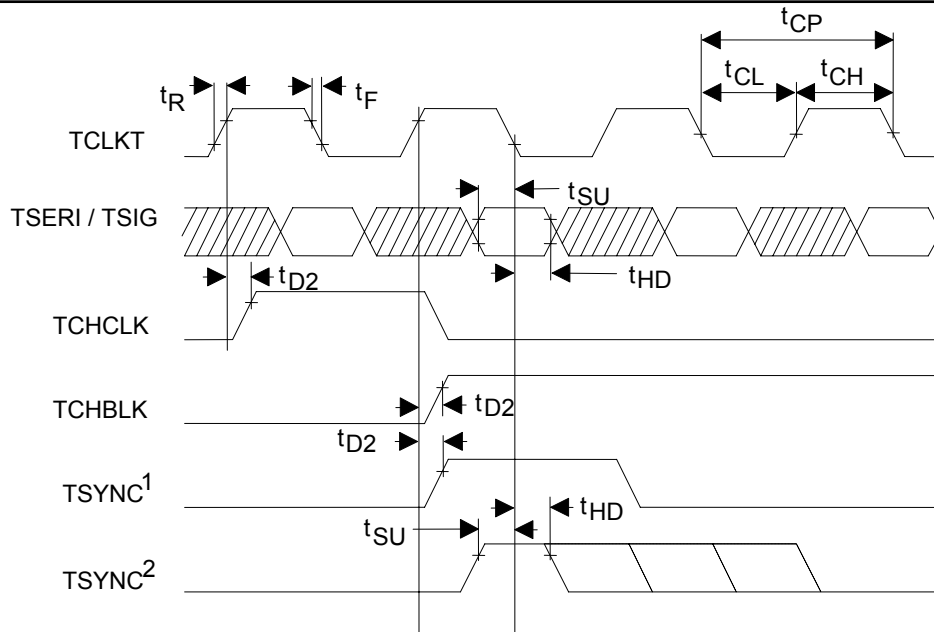 tCP
tCL tCH
tR tF
TCLKT
tSU
TSERI / TSIG
tHD
tD2
TCHCLK
TCHBLK
tD2
tD2
TSYNC1
tHD
tSU
TSYNC2